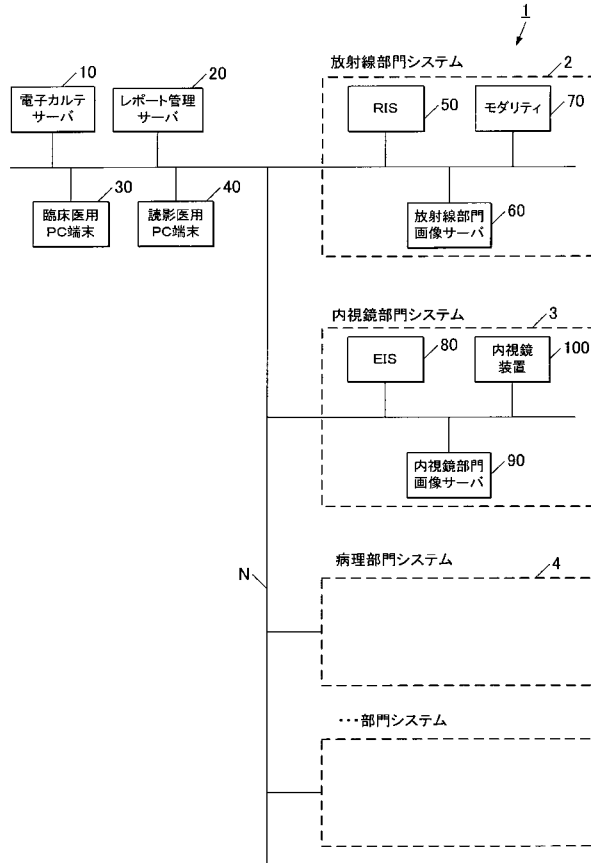 1
10
20
電子カルテ
サーバ
レポート管理
サーバ
30
40
臨床医用
PC端末
読影医用
PC端末
放射線部門システム
2
RIS
50
モダリティ
70
放射線部門
画像サーバ
60
内視鏡部門システム
3
EIS
80
内視鏡
装置
100
内視鏡部門
画像サーバ
90
N
病理部門システム
4
・・・部門システム